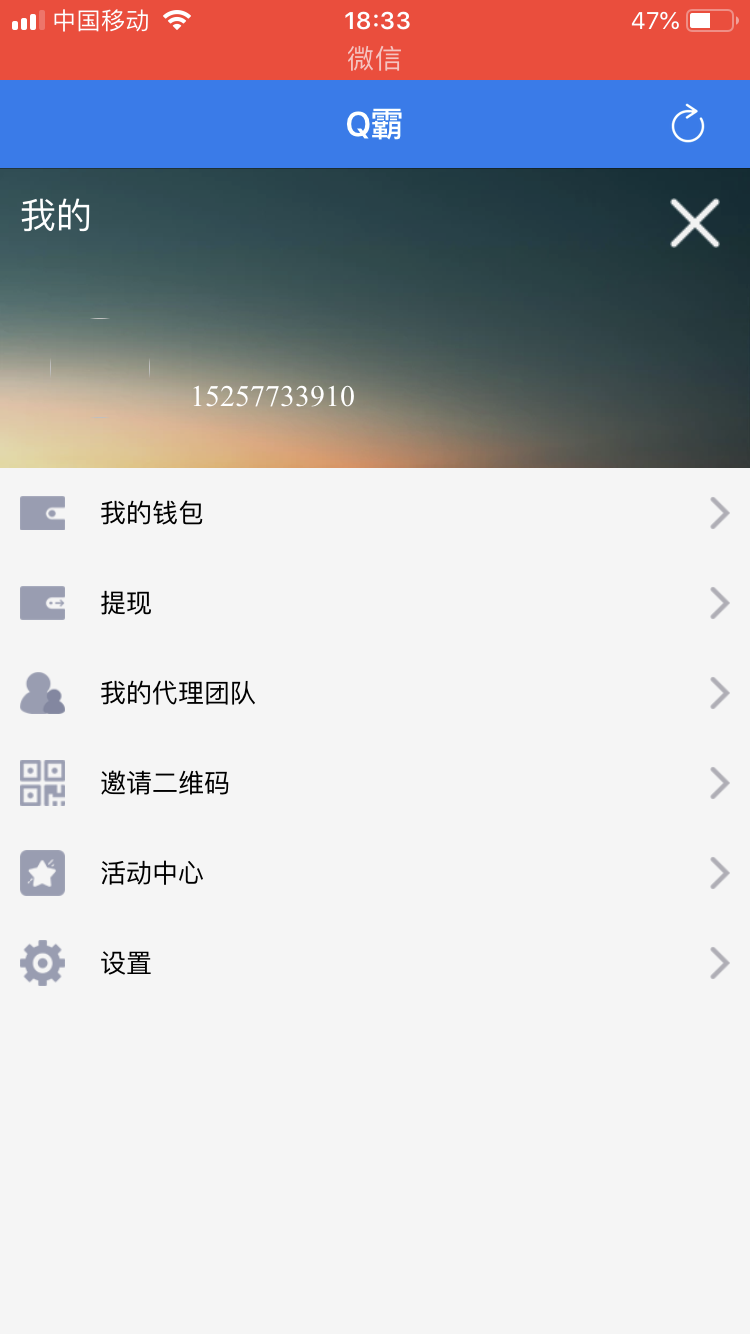 中国移动 18:33 47%
微信
Q霸
我的
15257733910
我的钱包
提现
我的代理团队
邀请二维码
活动中心
设置